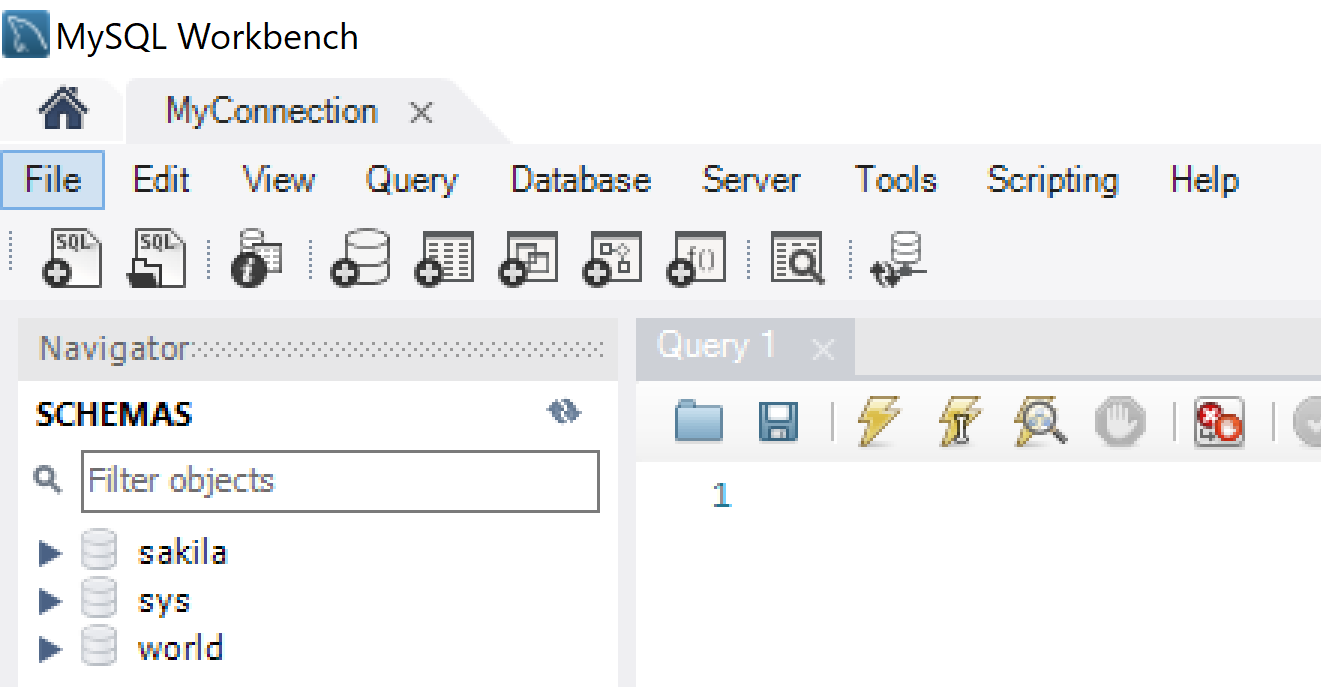 MySQL Workbench
MyConnection
File Edit View Query Database Server Tools Scripting Help
SQL SQL f()
Navigator
Query 1
SCHEMAS
Filter objects
1
sakila
sys
world